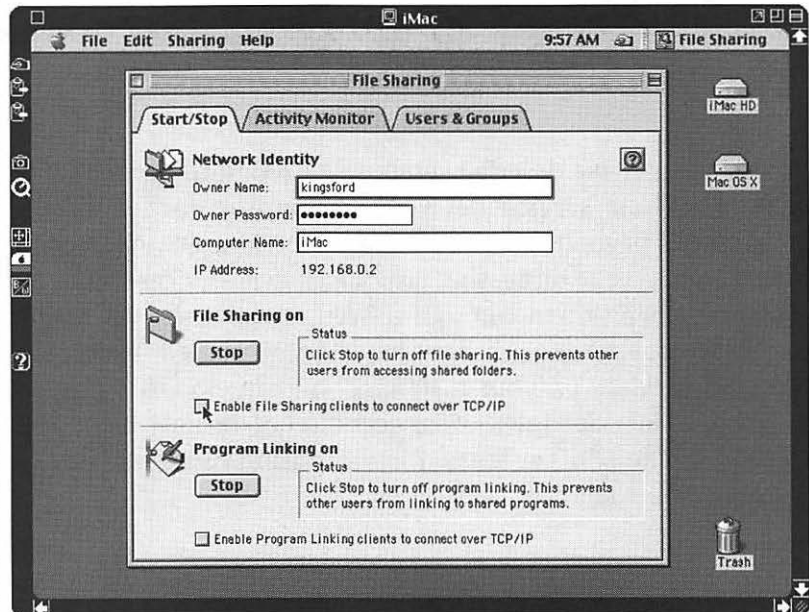 iMac
File Edit Sharing Help 9:57 AM File Sharing
File Sharing
iMac HD
Start/Stop Activity Monitor Users & Groups
Network Identity
Mac OS X
Owner Name: kingsford
Owner Password: ●●●●●●●●
Computer Name: iMac
IP Address: 192.168.0.2
File Sharing on
Status
Stop
Click Stop to turn off file sharing. This prevents other
users from accessing shared folders.
Enable File Sharing clients to connect over TCP/IP
Program Linking on
Status
Stop
Click Stop to turn off program linking. This prevents
other users from linking to shared programs.
Enable Program Linking clients to connect over TCP/IP
Trash